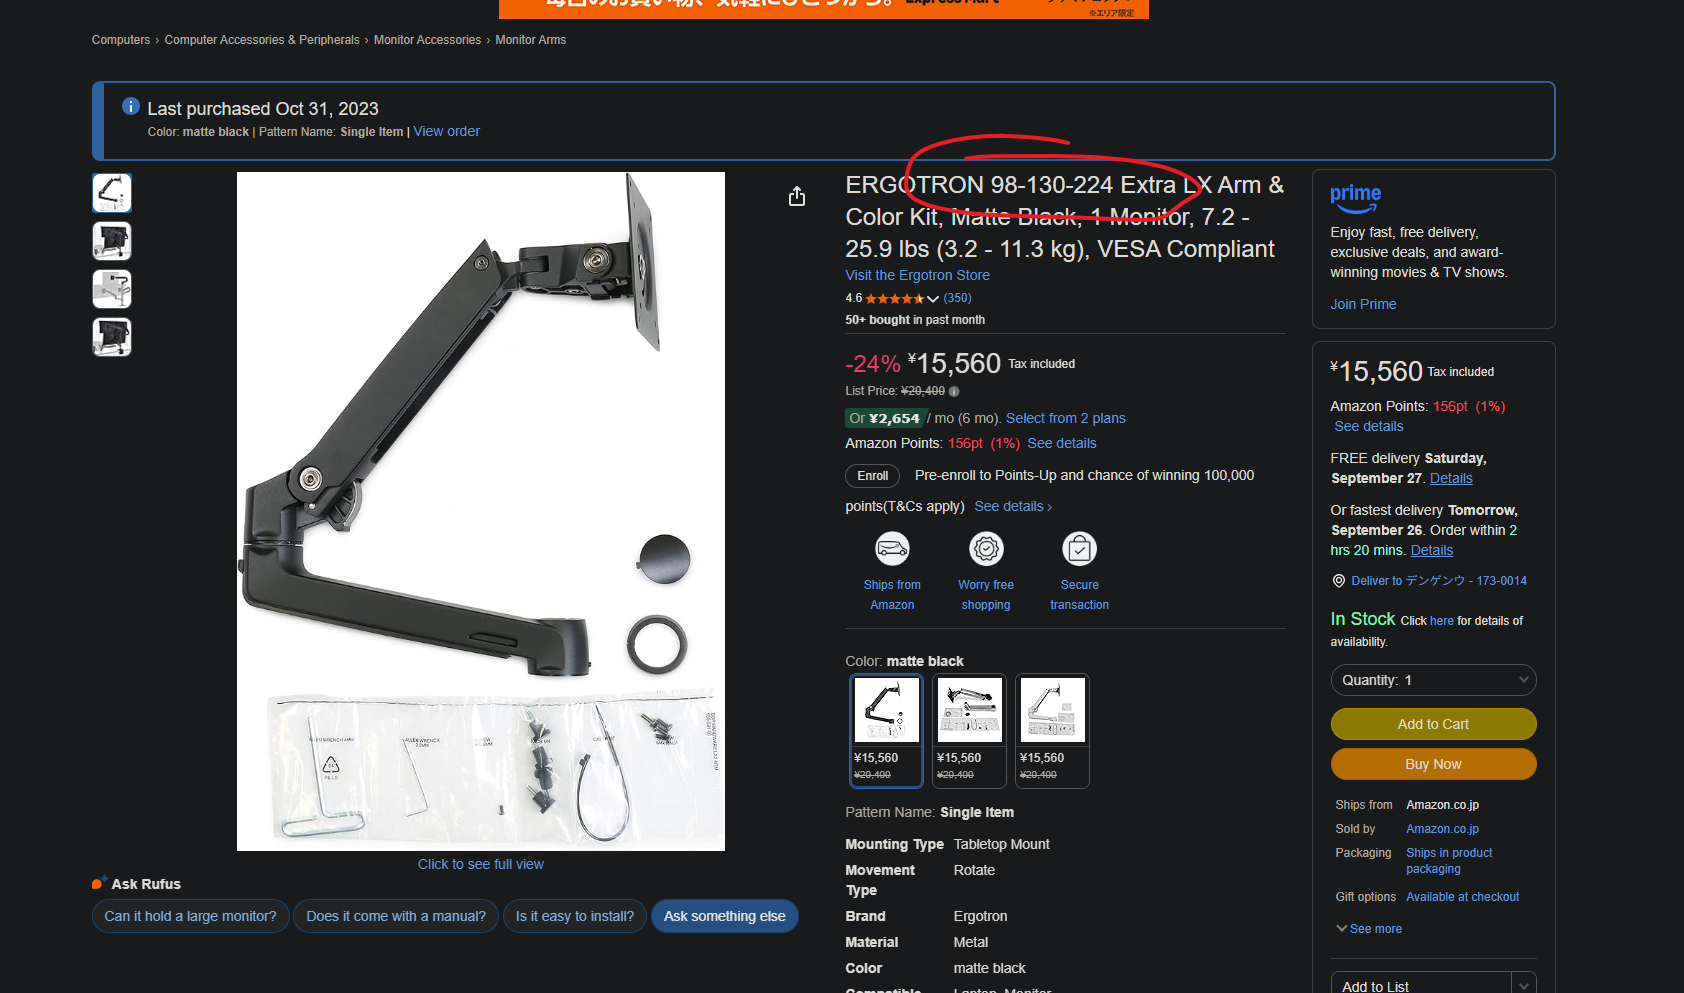 ExpressMart
※エリア限定
Computers › Computer Accessories & Peripherals › Monitor Accessories › Monitor Arms
Last purchased Oct 31, 2023
Color: matte black | Pattern Name: Single Item | View order
ERGOTRON 98-130-224 Extra LX Arm &
Color Kit, Matte Black, 1 Monitor, 7.2 -
25.9 lbs (3.2 - 11.3 kg), VESA Compliant
Visit the Ergotron Store
4.6 (350)
50+ bought in past month
-24% ¥15,560 Tax included
List Price: ¥20,400
Or ¥2,654 / mo (6 mo). Select from 2 plans
Amazon Points: 156pt (1%) See details
Enroll Pre-enroll to Points-Up and chance of winning 100,000
points(T&Cs apply) See details ›
Ships from
Amazon
Worry free
shopping
Secure
transaction
Color: matte black
¥15,560
¥20,400
¥15,560
¥20,400
¥15,560
¥20,400
Pattern Name: Single Item
Mounting Type Tabletop Mount
Movement
Type Rotate
Brand Ergotron
Material Metal
Color matte black
ALLEN WRENCH 4MM
ALLEN WRENCH
Click to see full view
Ask Rufus
Can it hold a large monitor?
Does it come with a manual?
Is it easy to install?
Ask something else
prime
Enjoy fast, free delivery,
exclusive deals, and award-
winning movies & TV shows.
Join Prime
¥15,560 Tax included
Amazon Points: 156pt (1%)
See details
FREE delivery Saturday,
September 27. Details
Or fastest delivery Tomorrow,
September 26. Order within 2
hrs 20 mins. Details
Deliver to デンゲンウ - 173-0014
In Stock Click here for details of
availability.
Quantity: 1
Add to Cart
Buy Now
Ships from Amazon.co.jp
Sold by Amazon.co.jp
Packaging Ships in product
packaging
Gift options Available at checkout
See more
Add to List